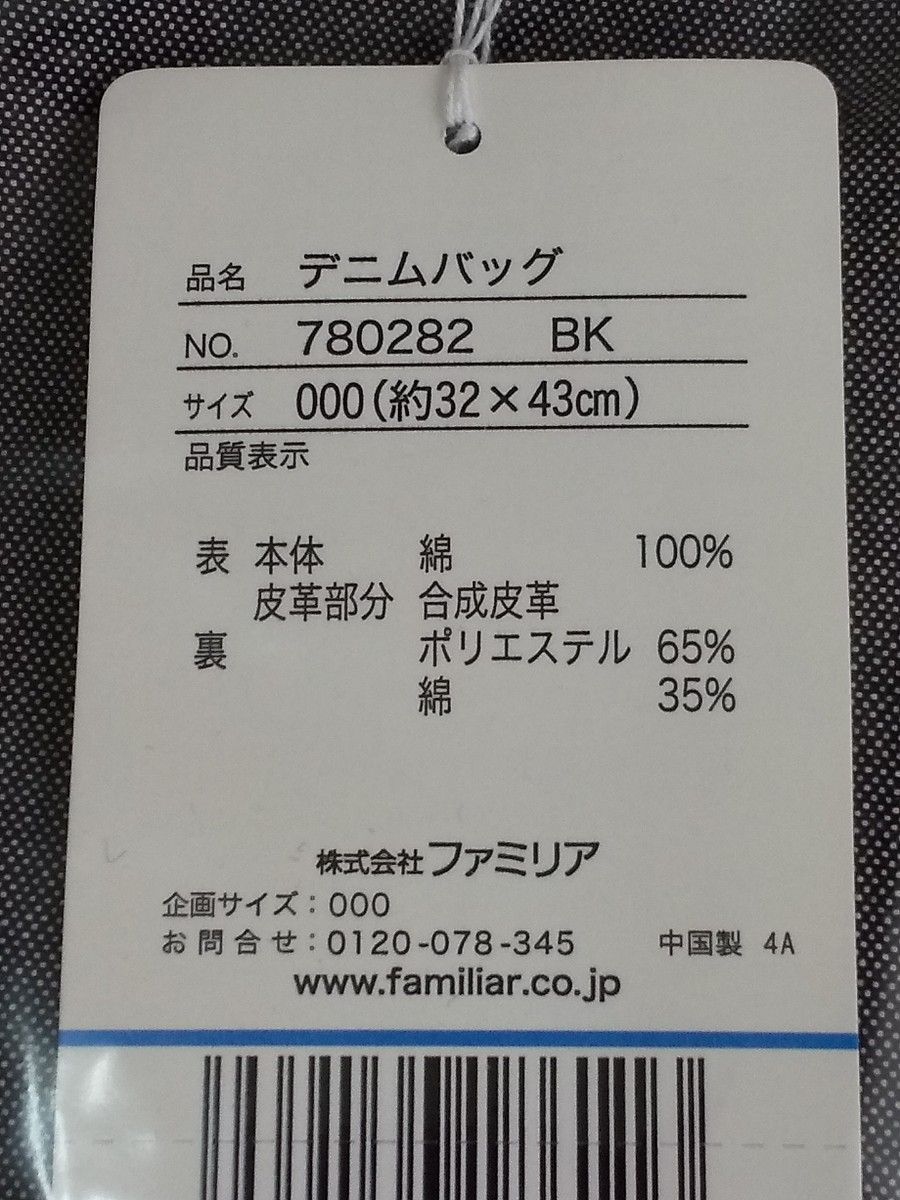 品名 デニムバッグ
NO. 780282 BK
サイズ 000(約32×43cm)
品質表示
表 本体 綿 100%
皮革部分 合成皮革
裏 ポリエステル 65%
綿 35%
株式会社ファミリア
企画サイズ:000
お問合せ:0120-078-345 中国製 4A
www.familiar.co.jp